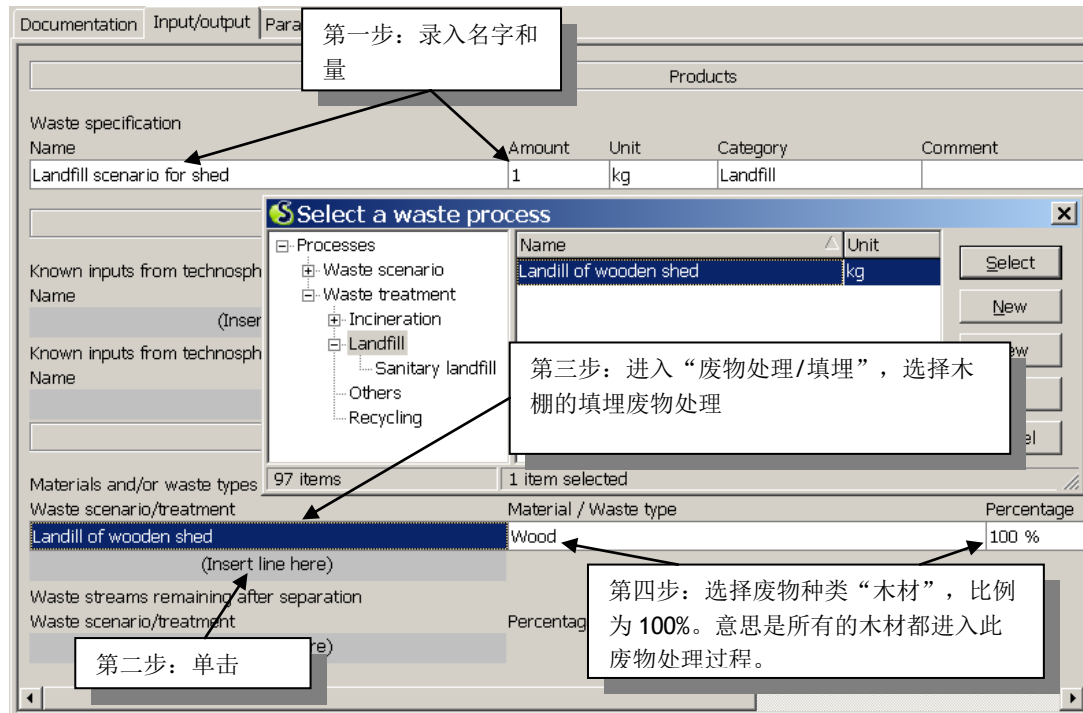 Documentation Input/output Para
第一步：录入名字和
量
Products
Waste specification
Name Amount Unit Category Comment
Landfill scenario for shed 1 kg Landfill
Select a waste process
Processes
Waste scenario
Waste treatment
Incineration
Landfill
Sanitary landfill
Others
Recycling
Name Unit
Landill of wooden shed kg
Select
New
97 items 1 item selected
Known inputs from technosph
Name
(Inser
Known inputs from technosph
Name
第三步：进入“废物处理/填埋”，选择木
棚的填埋废物处理
Materials and/or waste types
Waste scenario/treatment Material / Waste type Percentage
Landill of wooden shed Wood 100 %
(Insert line here)
Waste streams remaining after separation
Waste scenario/treatment Percentag
re)
第二步：单击
第四步：选择废物种类“木材”，比例
为 100%。意思是所有的木材都进入此
废物处理过程。